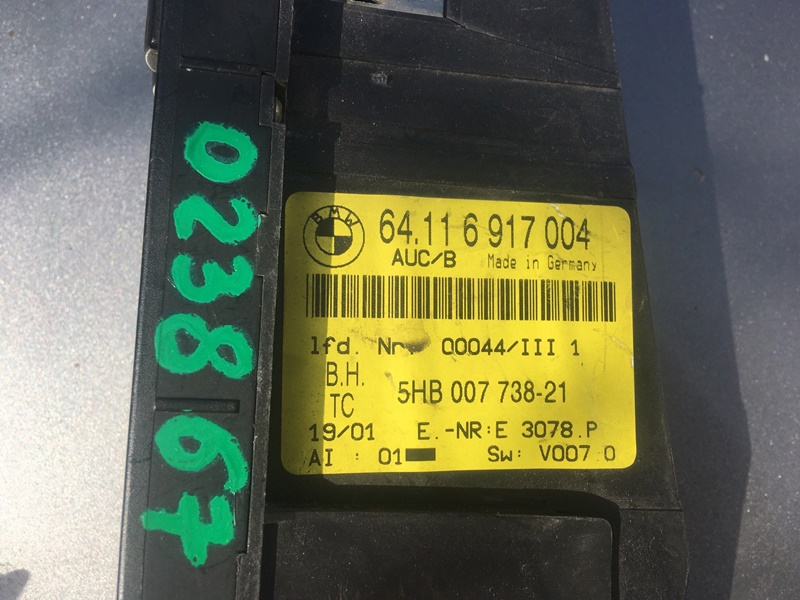 023867
BMW
64.11 6 917 004
AUC/B Made in Germany
lfd. Nr. 00044/III 1
B.H.
TC
5HB 007 738-21
19/01 E.-NR:E 3078.P
AI : 01 Sw: V007.0